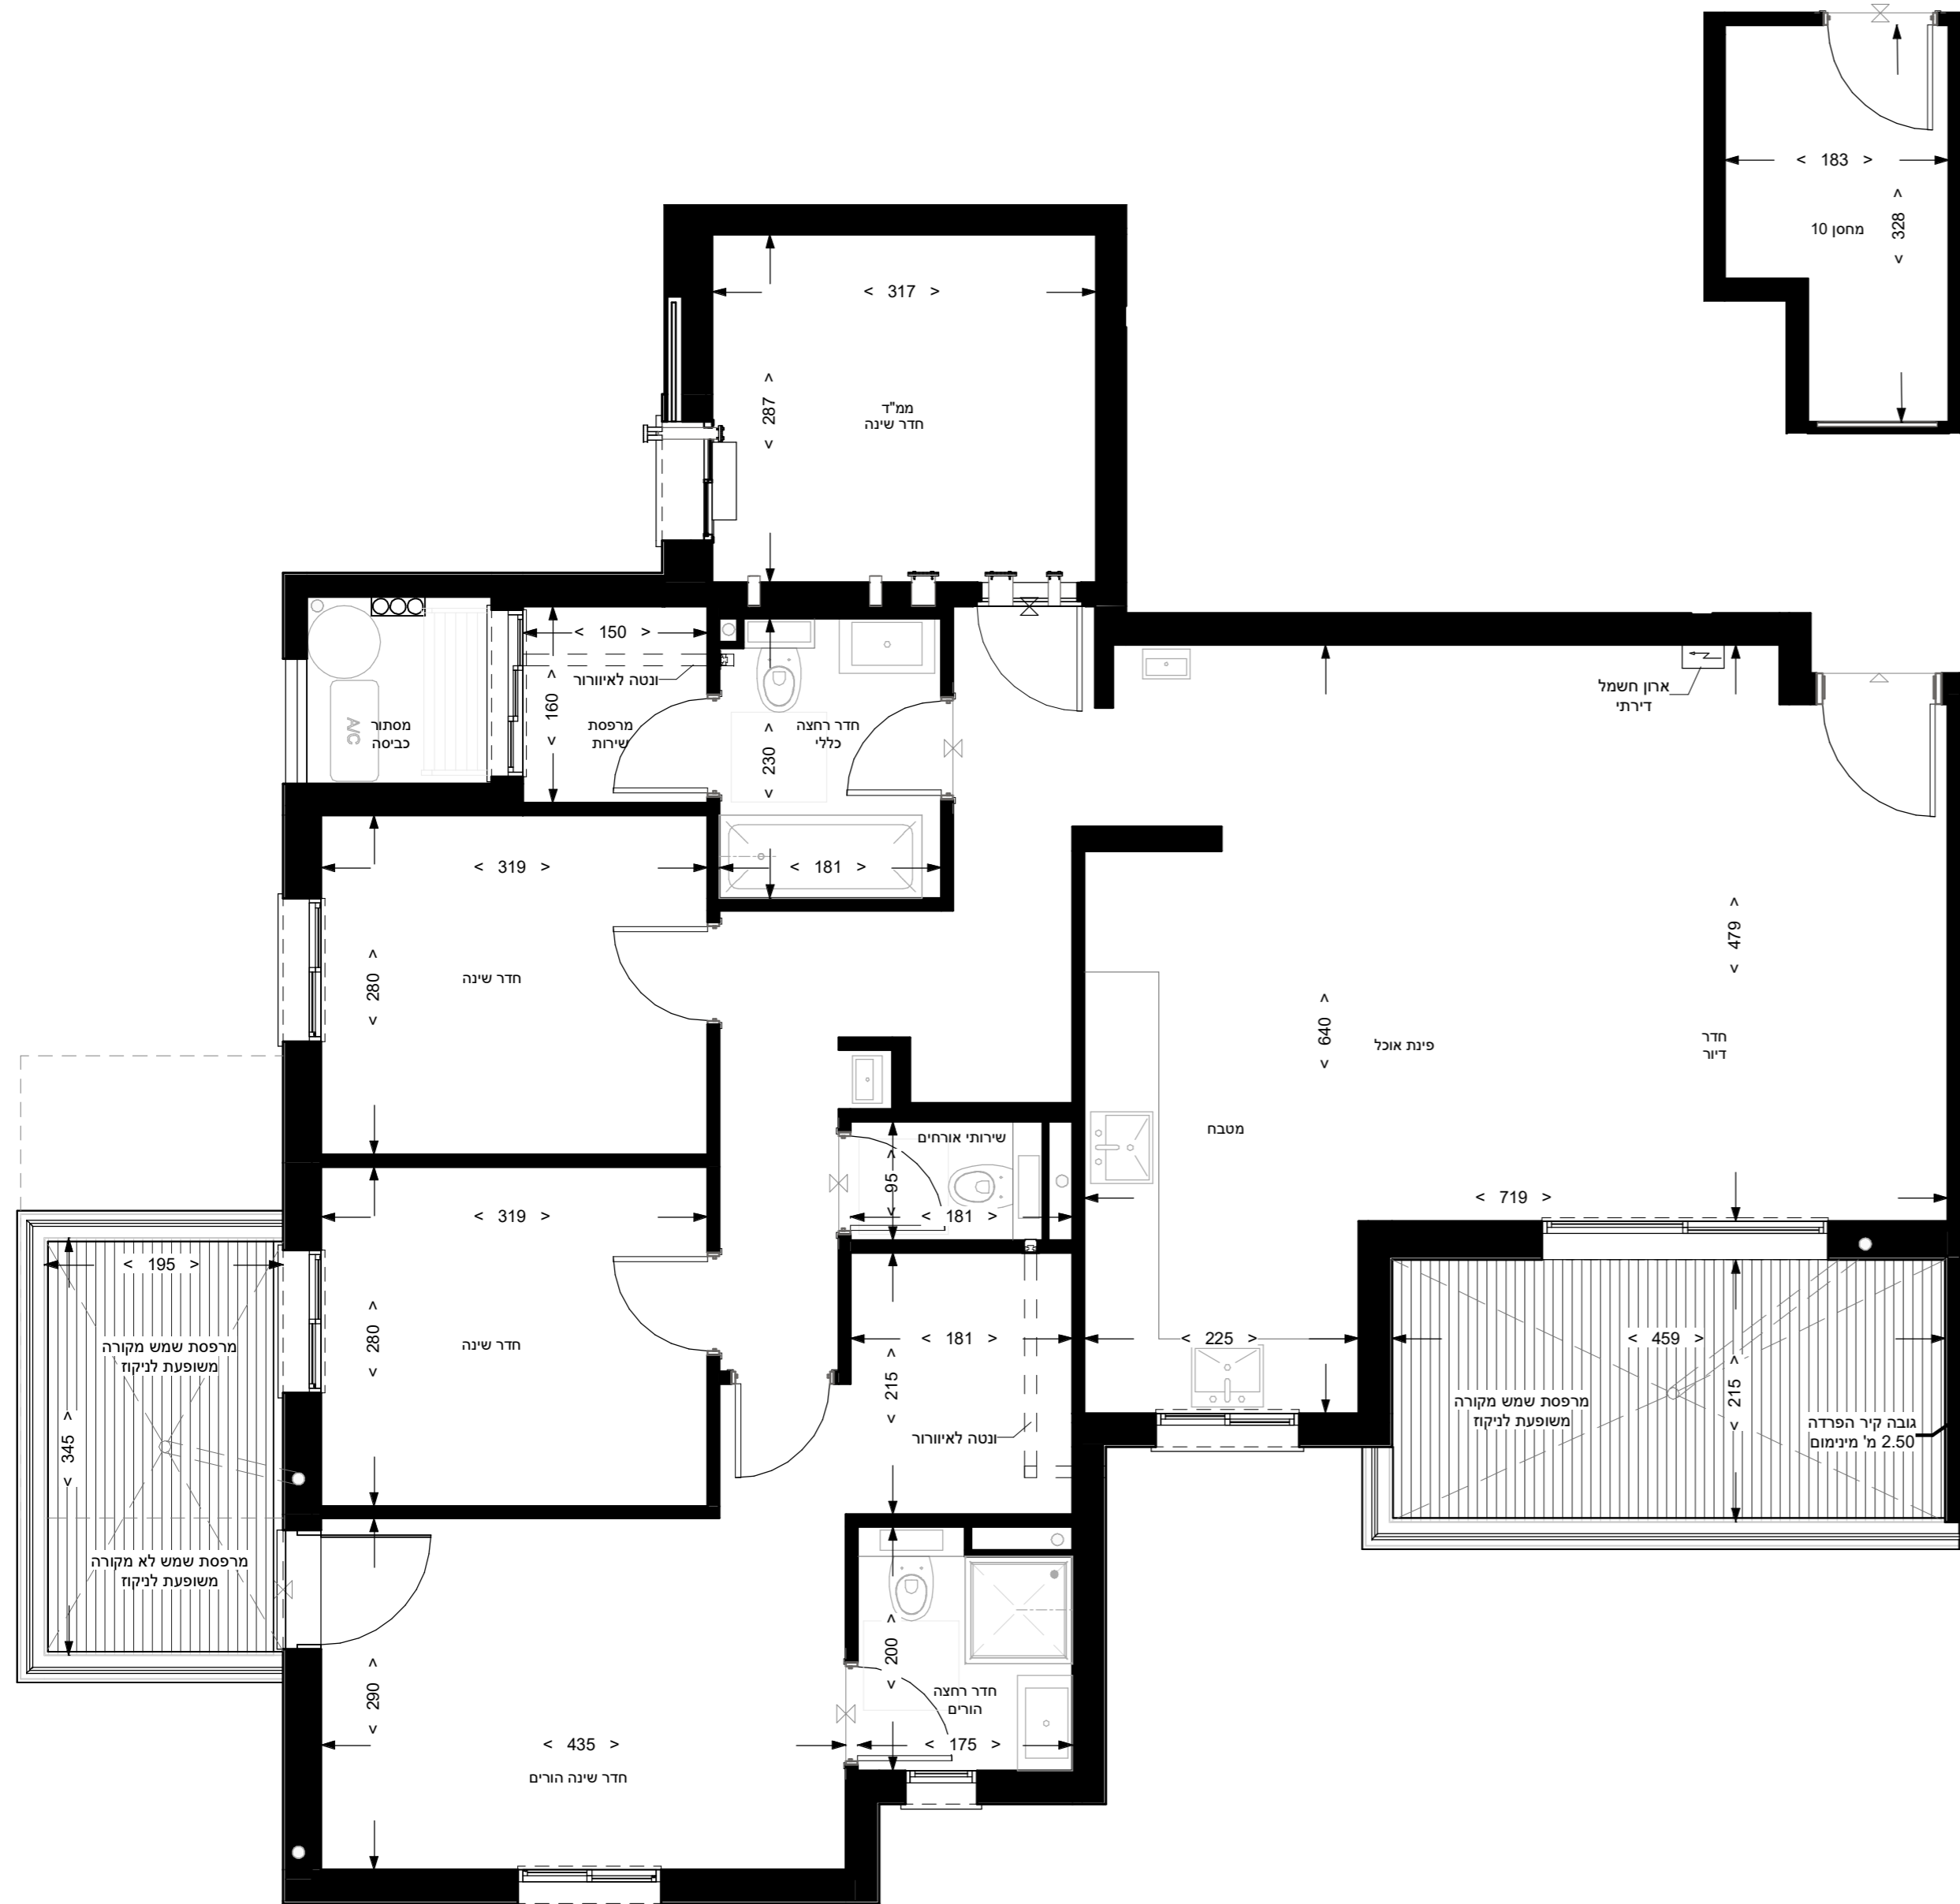 < 183 >
< 328 >
מחסן 10
< 317 >
< 287 >
ממ"ד
חדר שינה
< 150 >
ונטה לאיוורור
< 160 >
מרפסת
שירות
מסתור
כביסה
A/C
חדר רחצה
כללי
< 230 >
< 181 >
ארון חשמל
דירתי
< 319 >
< 280 >
חדר שינה
< 479 >
< 640 >
פינת אוכל
חדר
דיור
מטבח
שירותי אורחים
< 95 >
< 181 >
< 719 >
< 319 >
< 280 >
חדר שינה
< 195 >
מרפסת שמש מקורה
משופעת לניקוז
< 345 >
מרפסת שמש לא מקורה
משופעת לניקוז
< 181 >
< 215 >
ונטה לאיוורור
< 225 >
< 459 >
< 215 >
מרפסת שמש מקורה
משופעת לניקוז
גובה קיר הפרדה
2.50 מ' מינימום
< 290 >
< 435 >
חדר שינה הורים
< 200 >
חדר רחצה
הורים
< 175 >